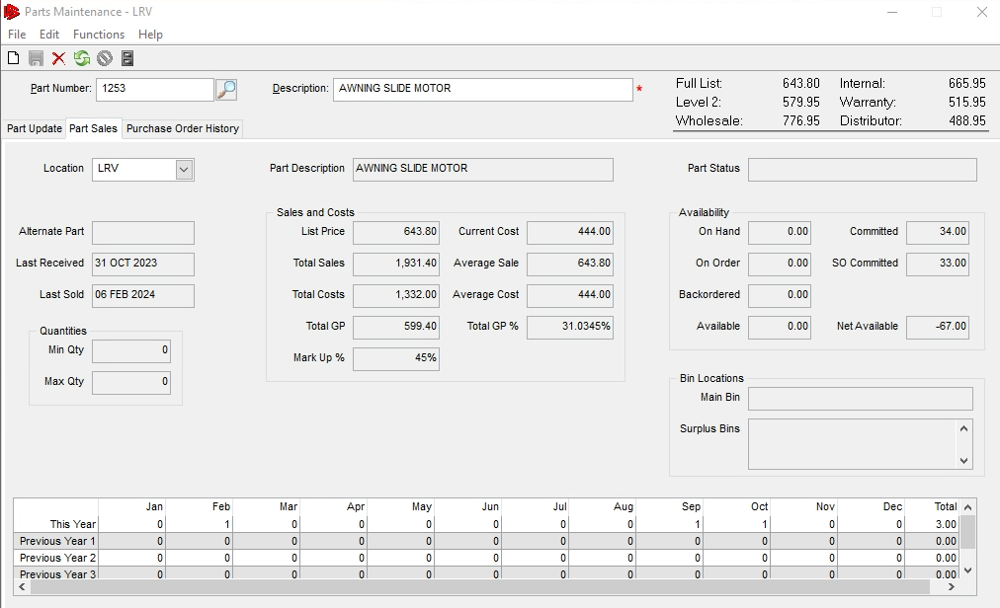 Parts Maintenance - LRV
File Edit Functions Help
Part Number: 1253 Description: AWNING SLIDE MOTOR *
Full List: 643.80 Internal: 665.95
Level 2: 579.95 Warranty: 515.95
Wholesale: 776.95 Distributor: 488.95
Part Update Part Sales Purchase Order History
Location LRV Part Description AWNING SLIDE MOTOR Part Status
Sales and Costs
Availability
Alternate Part List Price 643.80 Current Cost 444.00 On Hand 0.00 Committed 34.00
Last Received 31 OCT 2023 Total Sales 1,931.40 Average Sale 643.80 On Order 0.00 SO Committed 33.00
Last Sold 06 FEB 2024 Total Costs 1,332.00 Average Cost 444.00 Backordered 0.00
Total GP 599.40 Total GP % 31.0345% Available 0.00 Net Available -67.00
Quantities
Min Qty 0 Mark Up % 45%
Max Qty 0
Bin Locations
Main Bin
Surplus Bins
Jan Feb Mar Apr May Jun Jul Aug Sep Oct Nov Dec Total
This Year 0 1 0 0 0 0 0 0 1 1 0 0 3.00
Previous Year 1 0 0 0 0 0 0 0 0 0 0 0 0 0.00
Previous Year 2 0 0 0 0 0 0 0 0 0 0 0 0 0.00
Previous Year 3 0 0 0 0 0 0 0 0 0 0 0 0 0.00